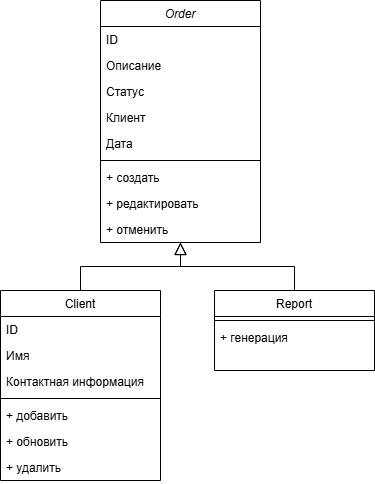 Order
ID
Описание
Статус
Клиент
Дата
+ создать
+ редактировать
+ отменить
Client
ID
Имя
Контактная информация
+ добавить
+ обновить
+ удалить
Report
+ генерация